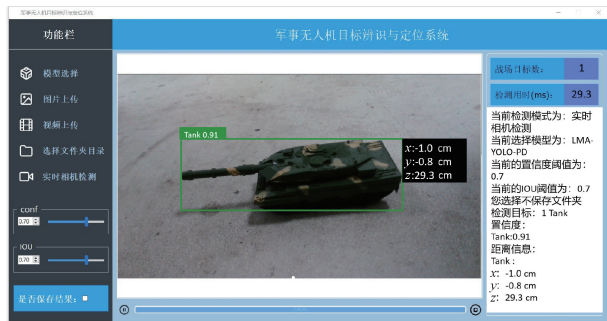 军事无人机目标辨识与定位系统
功能栏
军事无人机目标辨识与定位系统
模型选择
图片上传
视频上传
选择文件夹目录
实时相机检测
conf
0.70
IOU
0.70
是否保存结果：
Tank 0.91
x:-1.0 cm
y:-0.8 cm
z:29.3 cm
战场目标数： 1
检测用时(ms)： 29.3
当前检测模式为：实时
相机检测
当前选择模型为：LMA-
YOLO-PD
当前的置信度阈值为：
0.7
当前的IOU阈值为：0.7
您选择不保存文件夹
检测目标：1 Tank
置信度：
Tank:0.91
距离信息：
Tank :
x: -1.0 cm
y: -0.8 cm
z: 29.3 cm